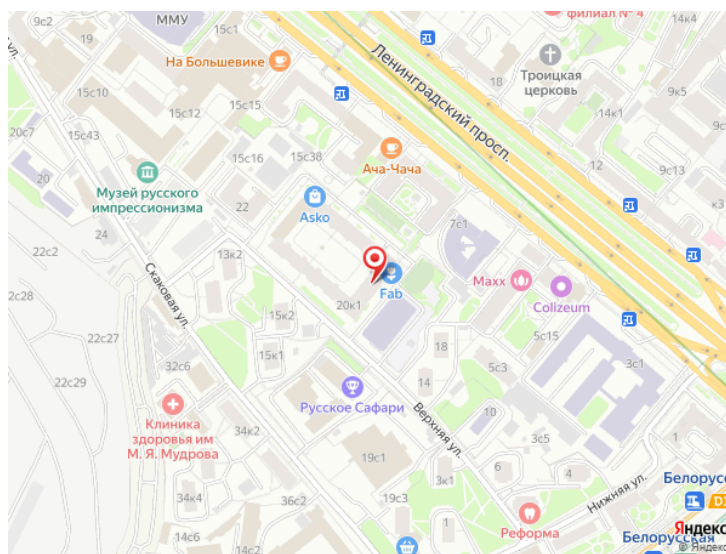 филиал № 4
14к4
9с2
ММУ
15с1
19
ул.
На Большевике
15с10
15с12
Ленинградский просп.
18
Троицкая
церковь
14к1
9к5
20с7
15с43
15с16
15с38
12
9с13
20
Музей русского
импрессионизма
Ача-Чача
к3
22
Asko
7с1
24
22с2
13к2
Скаковая ул.
22с28
Fab
Maxx
Colizeum
20к1
15к2
22с27
18
5с15
32с6
15к1
5с3
3с1
22с29
14
Русское Сафари
Верхняя ул.
10
Клиника
здоровья им
М. Я. Мудрова
34к2
3с5
1
19с1
6
4
3к1
Нижняя ул.
Белорусс
34к4
36с2
19с3
Яндекс
Реформа
Белорусская
14с2
14с6
© Яндекс